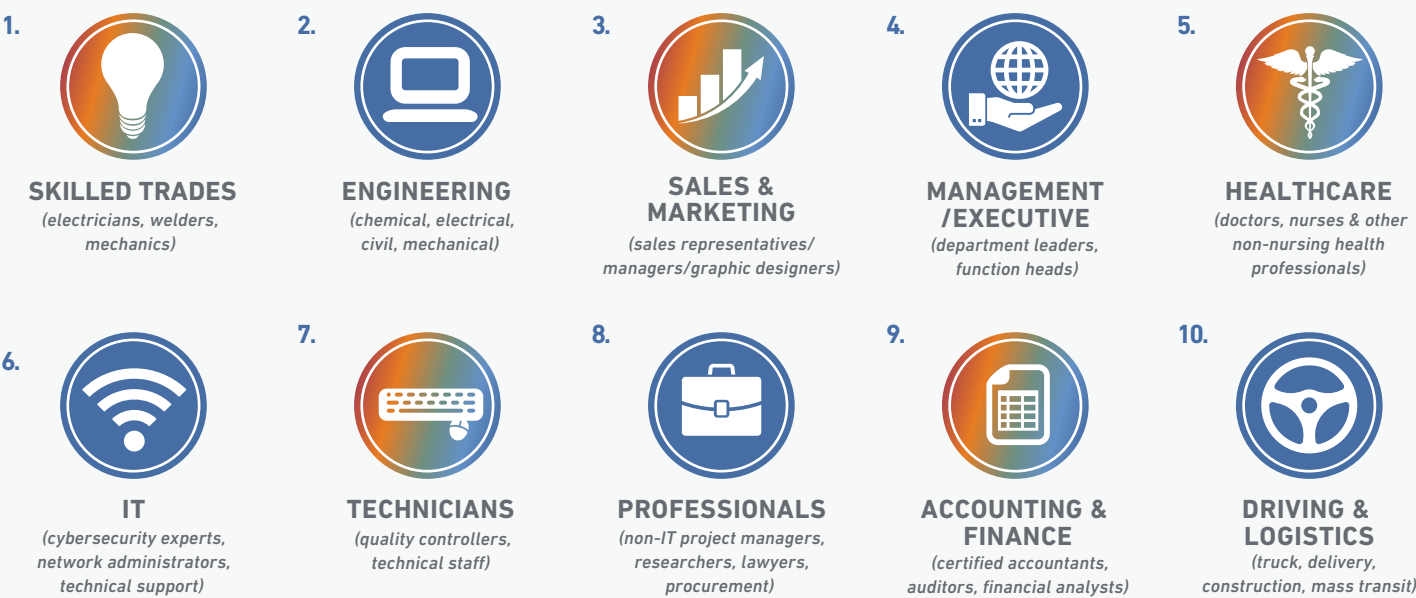 1.
SKILLED TRADES
(electricians, welders,
mechanics)
2.
ENGINEERING
(chemical, electrical,
civil, mechanical)
3.
SALES &
MARKETING
(sales representatives/
managers/graphic designers)
4.
MANAGEMENT
/EXECUTIVE
(department leaders,
function heads)
5.
HEALTHCARE
(doctors, nurses & other
non-nursing health
professionals)
6.
IT
(cybersecurity experts,
network administrators,
technical support)
7.
TECHNICIANS
(quality controllers,
technical staff)
8.
PROFESSIONALS
(non-IT project managers,
researchers, lawyers,
procurement)
9.
ACCOUNTING &
FINANCE
(certified accountants,
auditors, financial analysts)
10.
DRIVING &
LOGISTICS
(truck, delivery,
construction, mass transit)